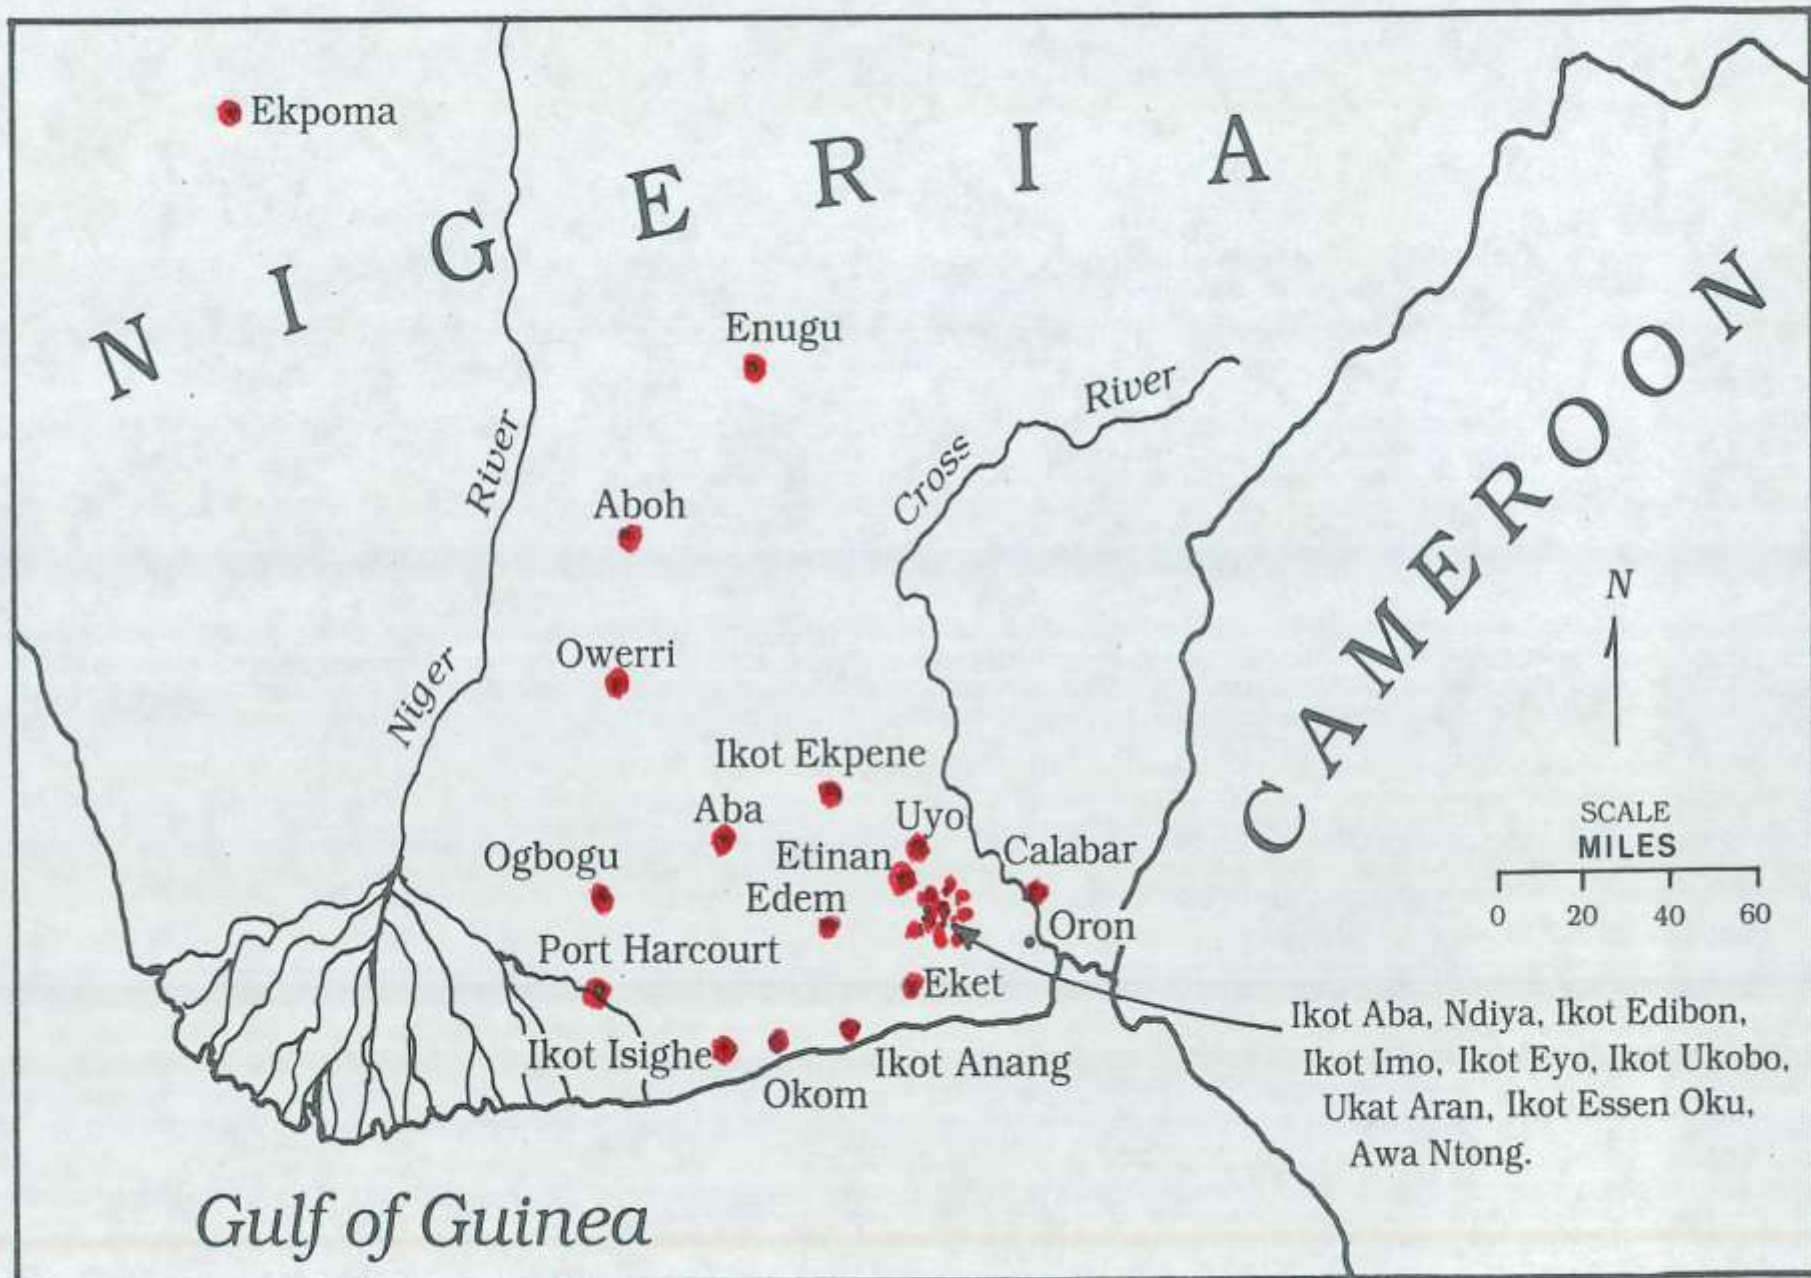 Ekpoma
NIGERIA
Enugu
River
Cross
River
Aboh
Niger
Owerri
CAMEROON
N
Ikot Ekpene
Aba
Uyo
Ogbogu
Etinan
Calabar
Edem
Oron
Port Harcourt
Eket
Ikot Isighe
Ikot Anang
Okom
SCALE
MILES
0 20 40 60
Ikot Aba, Ndiya, Ikot Edibon,
Ikot Imo, Ikot Eyo, Ikot Ukobo,
Ukat Aran, Ikot Essen Oku,
Awa Ntong.
Gulf of Guinea